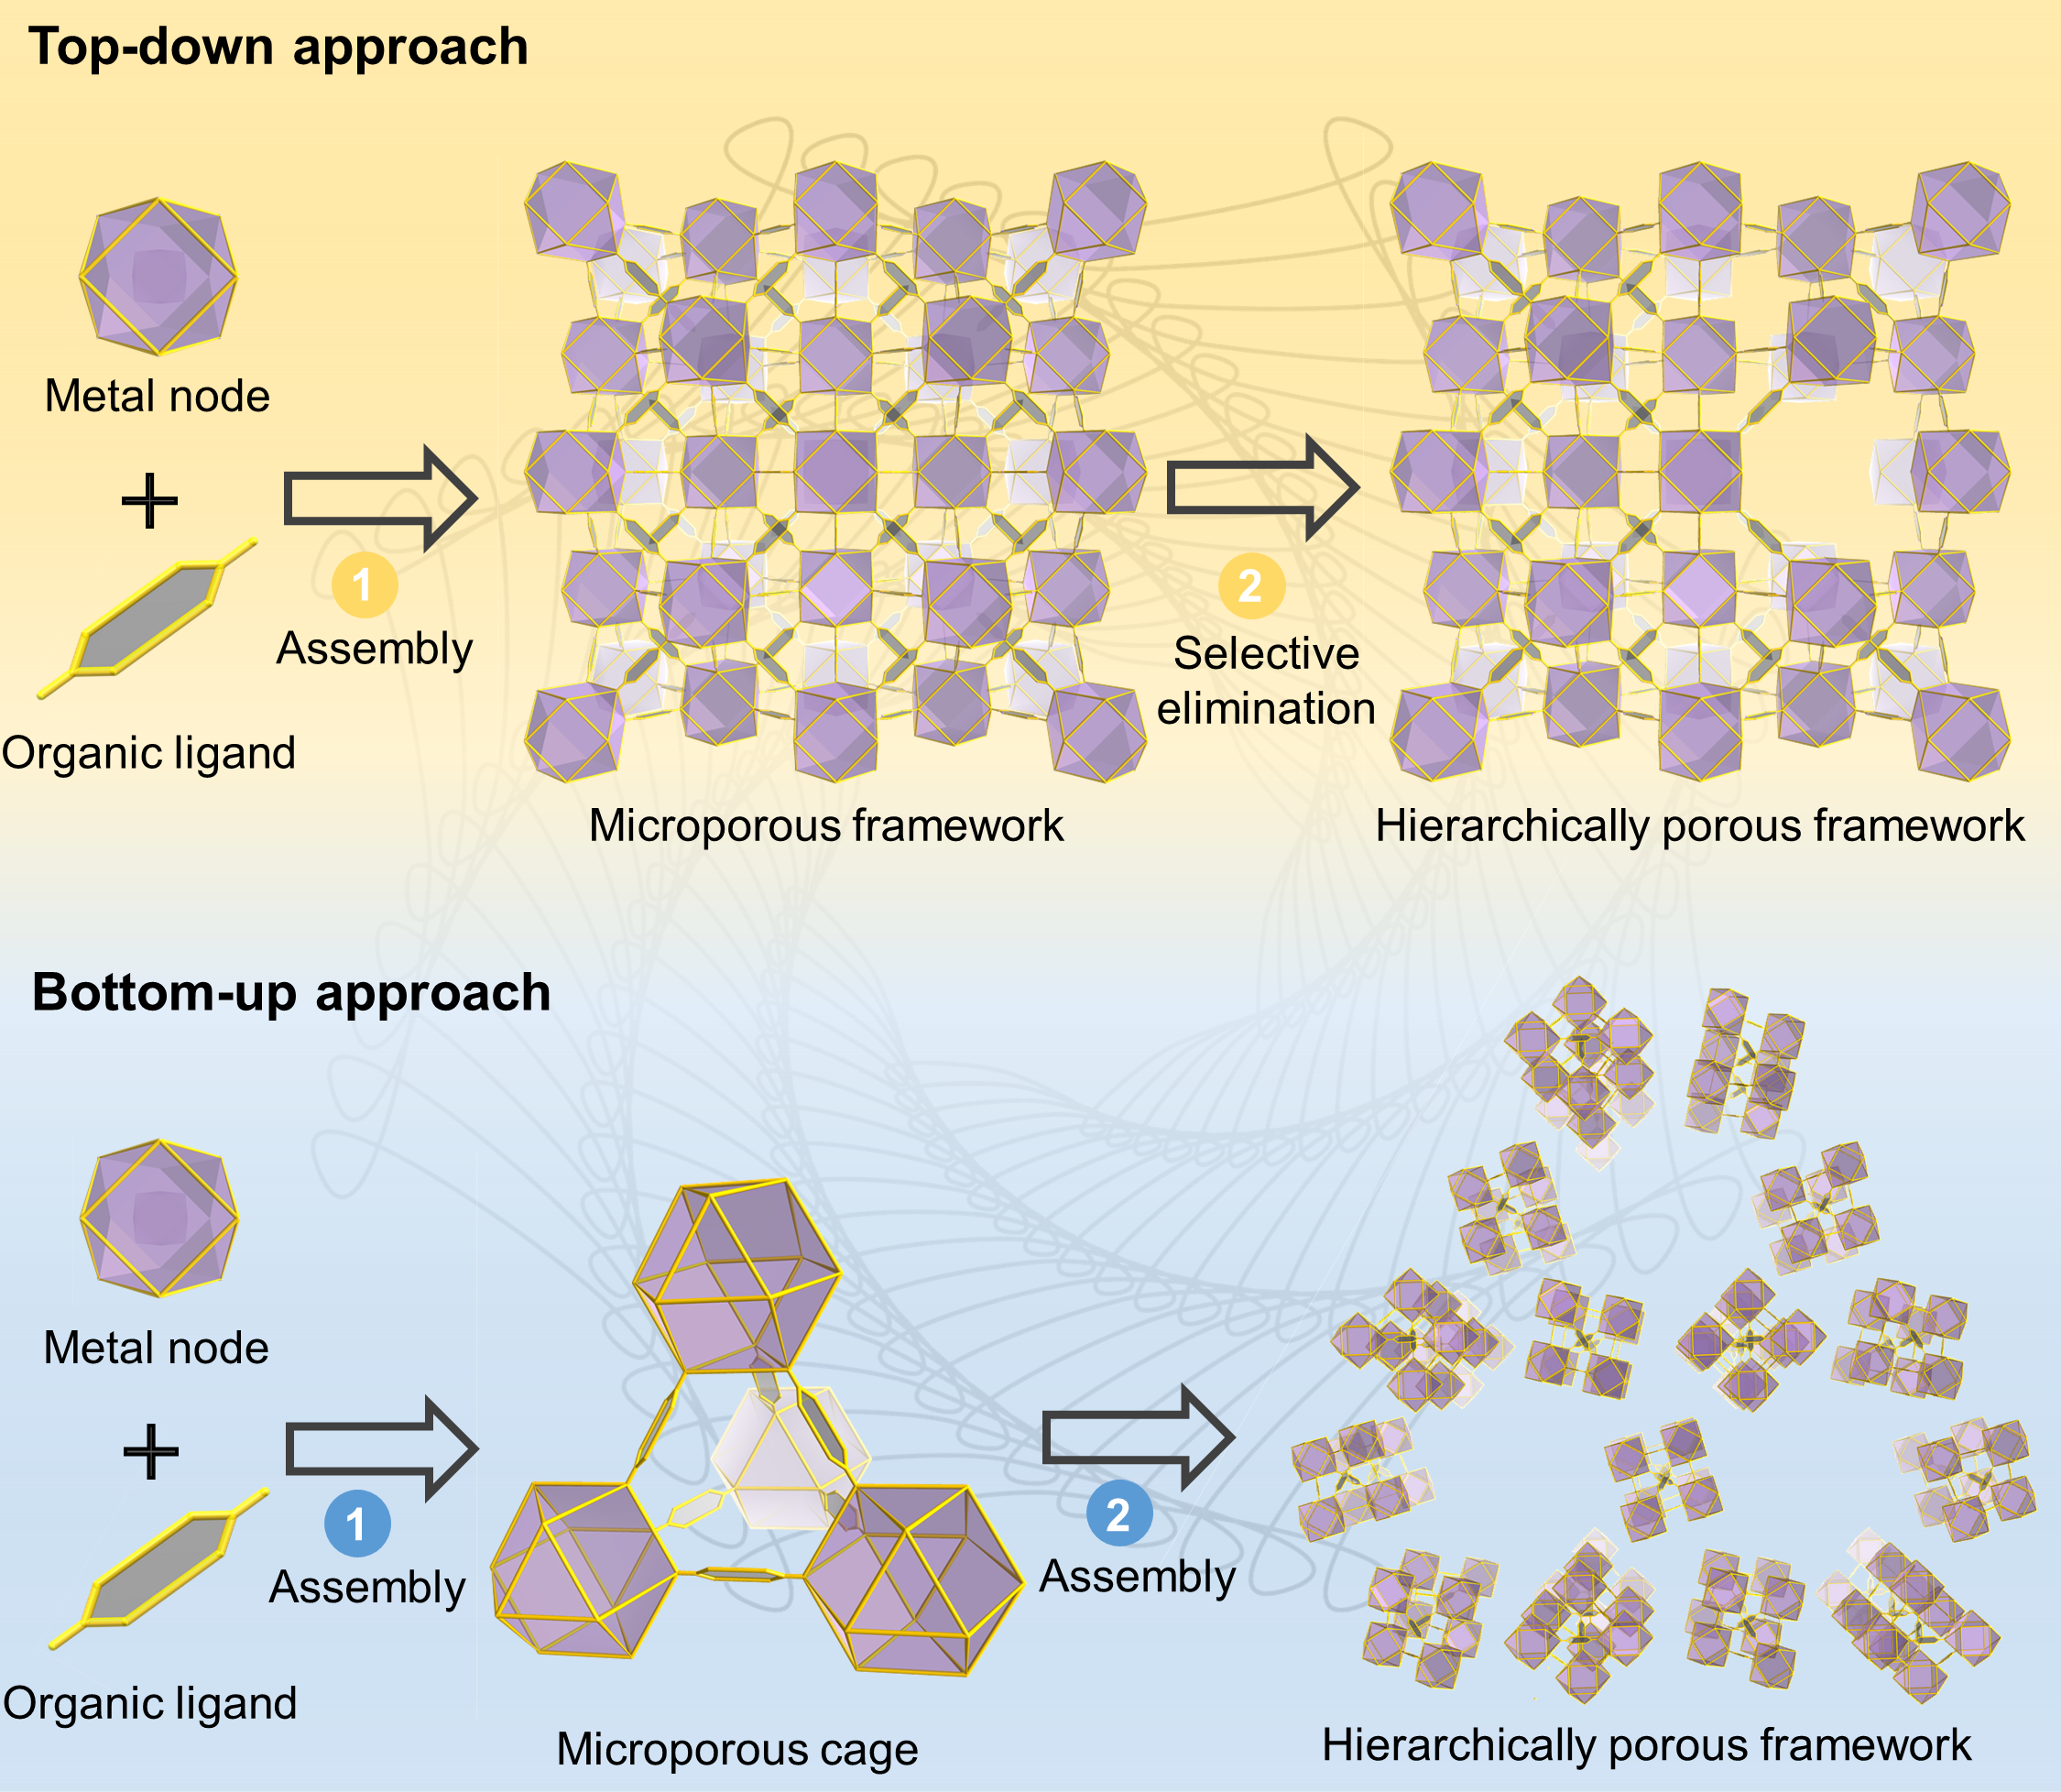 Top-down approach
Metal node
+
Organic ligand
1
Assembly
Microporous framework
2
Selective
elimination
Hierarchically porous framework
Bottom-up approach
Metal node
+
Organic ligand
1
Assembly
Microporous cage
2
Assembly
Hierarchically porous framework